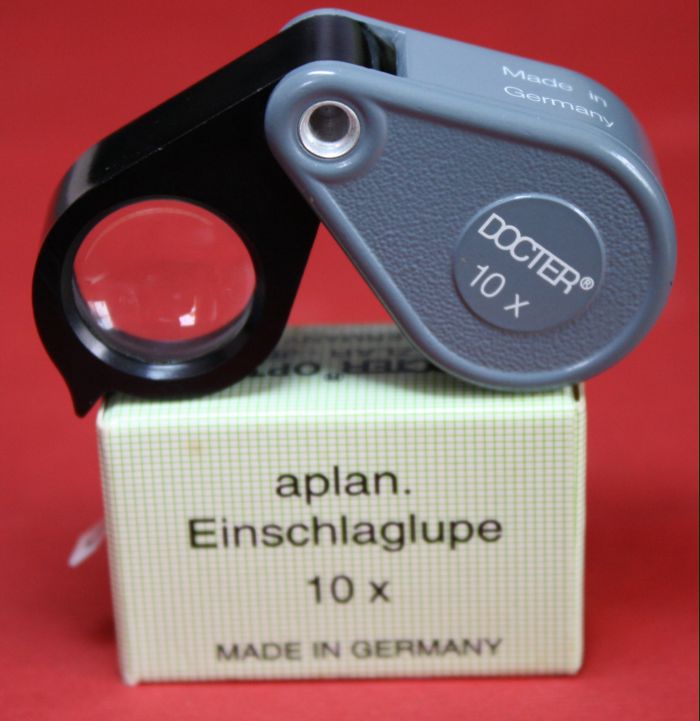 Made in
Germany
DOCTER®
10 x
aplan.
Einschlaglupe
10 x
MADE IN GERMANY